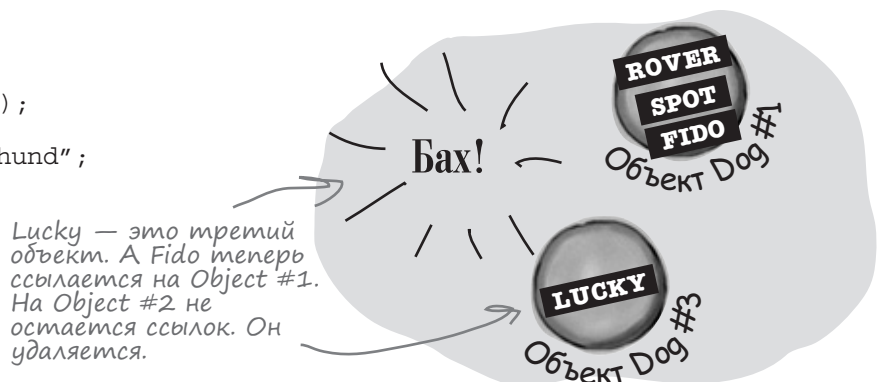 );
hund";
Бах!
ROVER
SPOT
FIDO
Объект Dog #1
Lucky — это третий
объект. А Fido теперь
ссылается на Object #1.
На Object #2 не
остается ссылок. Он
удаляется.
LUCKY
Объект Dog #3